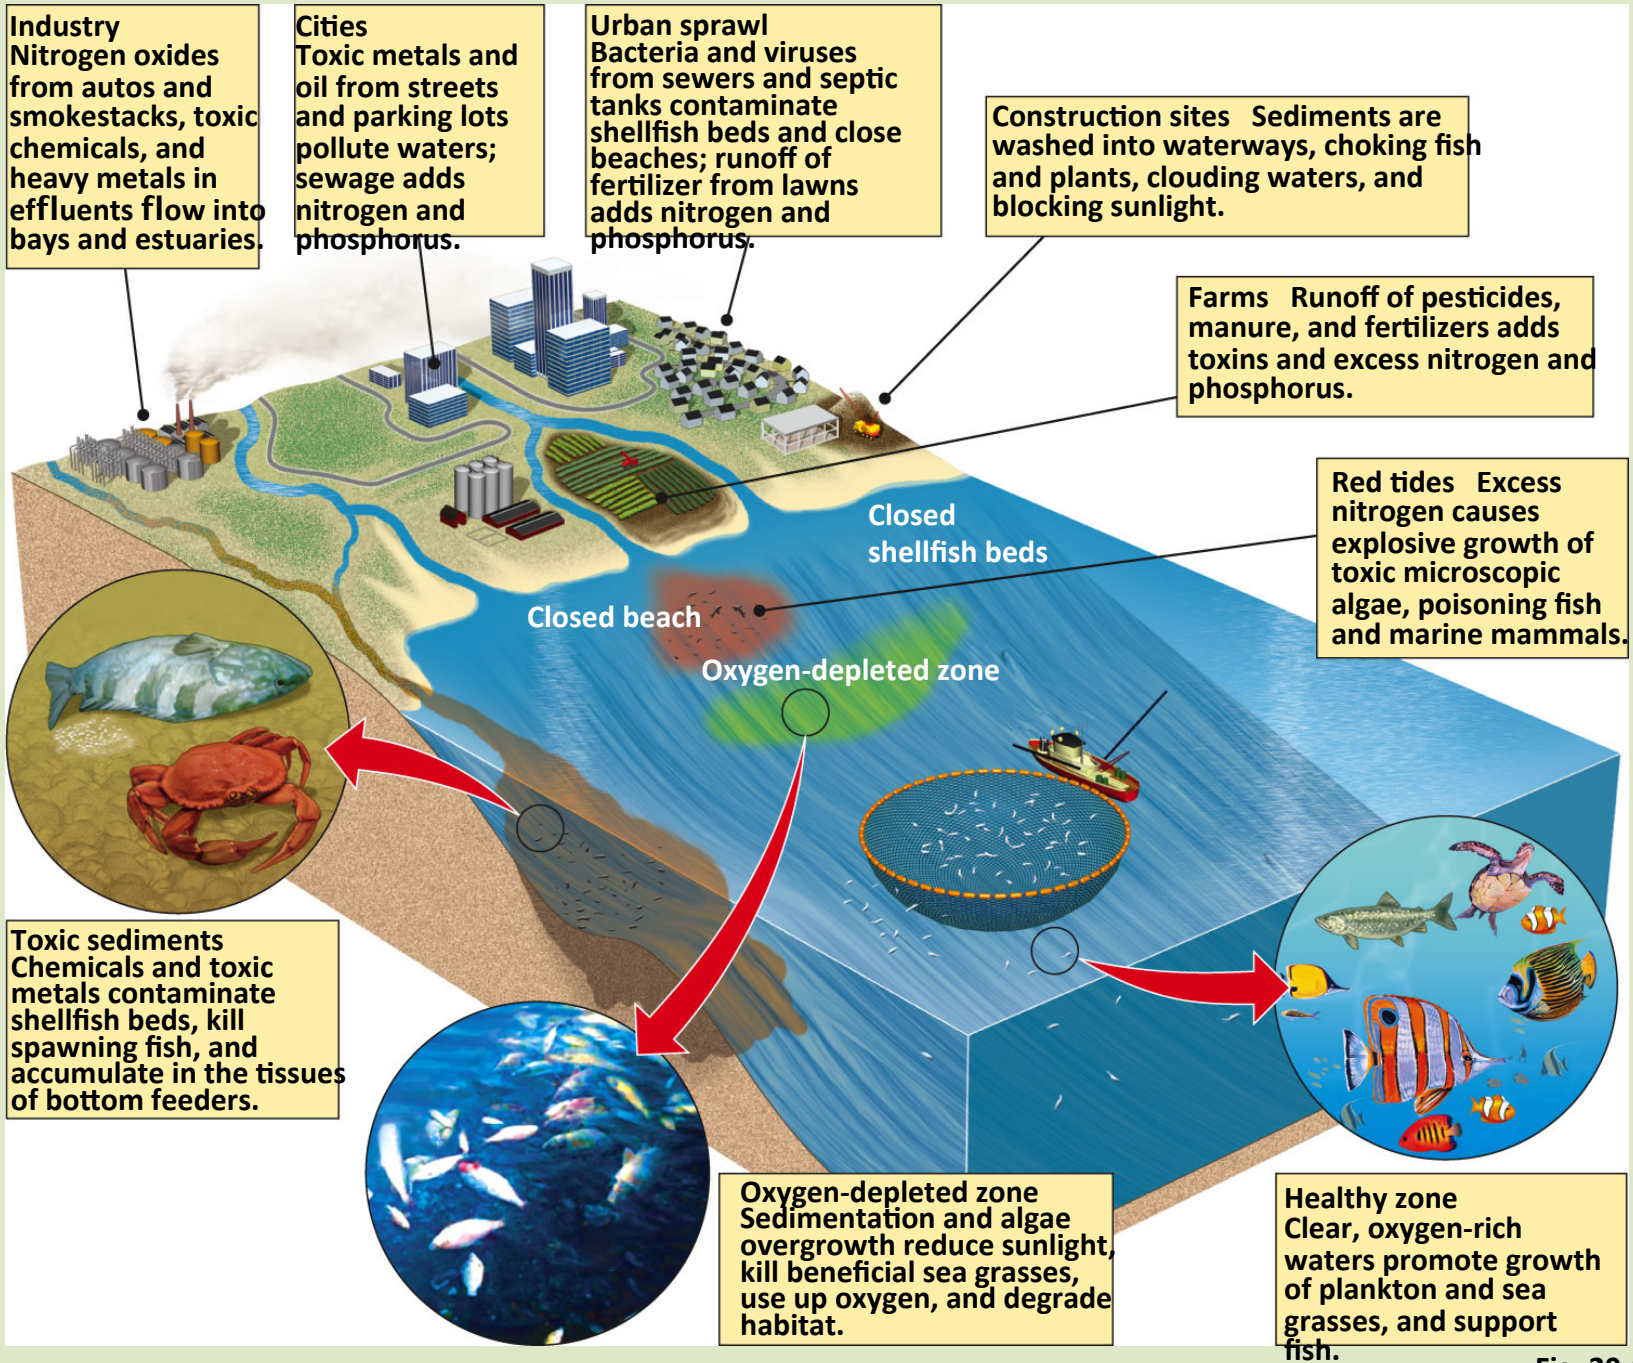 Industry
Nitrogen oxides
from autos and
smokestacks, toxic
chemicals, and
heavy metals in
effluents flow into
bays and estuaries.
Cities
Toxic metals and
oil from streets
and parking lots
pollute waters;
sewage adds
nitrogen and
phosphorus.
Urban sprawl
Bacteria and viruses
from sewers and septic
tanks contaminate
shellfish beds and close
beaches; runoff of
fertilizer from lawns
adds nitrogen and
phosphorus.
Construction sites Sediments are
washed into waterways, choking fish
and plants, clouding waters, and
blocking sunlight.
Farms Runoff of pesticides,
manure, and fertilizers adds
toxins and excess nitrogen and
phosphorus.
Red tides Excess
nitrogen causes
explosive growth of
toxic microscopic
algae, poisoning fish
and marine mammals.
Closed
shellfish beds
Closed beach
Oxygen-depleted zone
Toxic sediments
Chemicals and toxic
metals contaminate
shellfish beds, kill
spawning fish, and
accumulate in the tissues
of bottom feeders.
Oxygen-depleted zone
Sedimentation and algae
overgrowth reduce sunlight,
kill beneficial sea grasses,
use up oxygen, and degrade
habitat.
Healthy zone
Clear, oxygen-rich
waters promote growth
of plankton and sea
grasses, and support
fish.